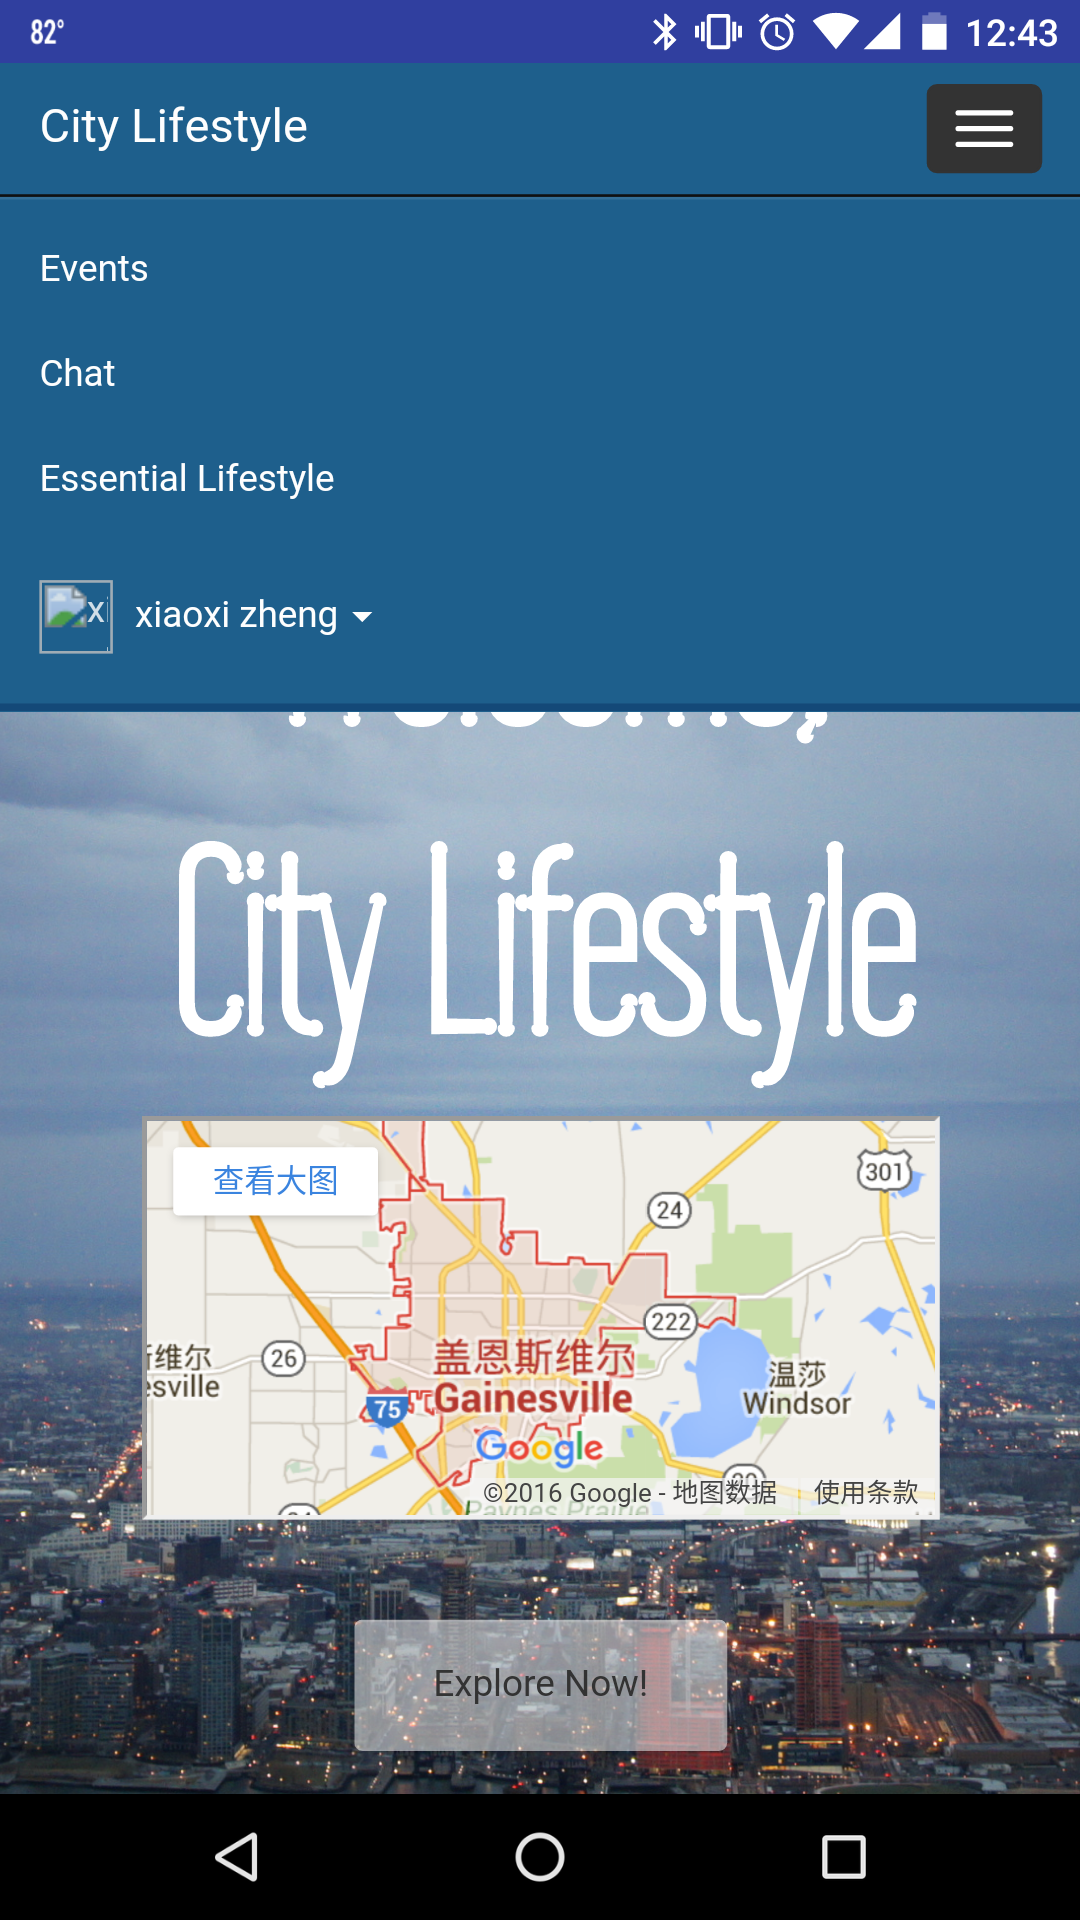 82°
12:43
City Lifestyle
Events
Chat
Essential Lifestyle
xi
xiaoxi zheng
City Lifestyle
查看大图
301
24
222
26
维尔
esville
盖恩斯维尔
Gainesville
温莎
Windsor
75
Google
©2016 Google - 地图数据
使用条款
Paynes Prairie
Explore Now!